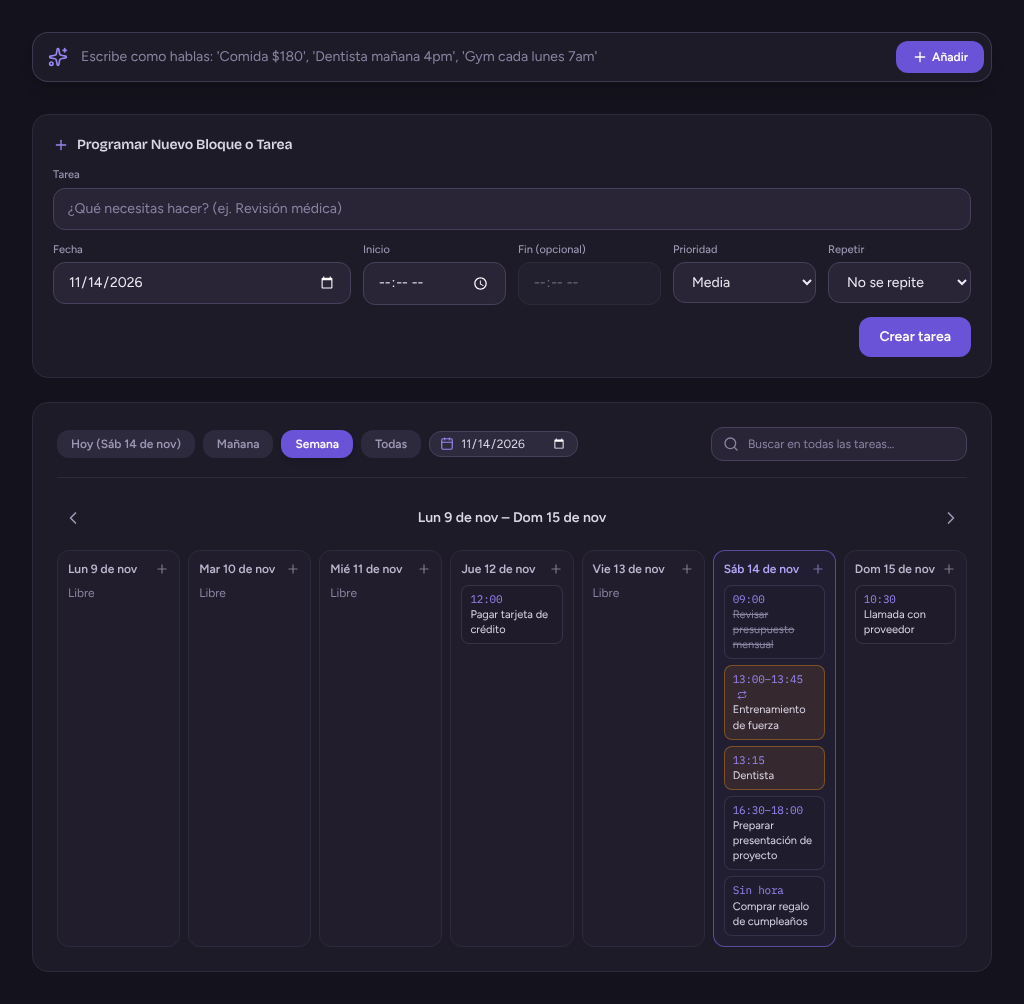 Escribe como hablas: 'Comida $180', 'Dentista mañana 4pm', 'Gym cada lunes 7am'
Añadir
Programar Nuevo Bloque o Tarea
Tarea
¿Qué necesitas hacer? (ej. Revisión médica)
Fecha
Inicio
Fin (opcional)
Prioridad
Repetir
11/14/2026
--:-- --
--:-- --
Media
No se repite
Crear tarea
Hoy (Sáb 14 de nov)
Mañana
Semana
Todas
11/14/2026
Buscar en todas las tareas...
Lun 9 de nov – Dom 15 de nov
Lun 9 de nov
Libre
Mar 10 de nov
Libre
Mié 11 de nov
Libre
Jue 12 de nov
12:00
Pagar tarjeta de
crédito
Vie 13 de nov
Libre
Sáb 14 de nov
09:00
Revisar
presupuesto
mensual
13:00–13:45
Entrenamiento
de fuerza
13:15
Dentista
16:30–18:00
Preparar
presentación de
proyecto
Sin hora
Comprar regalo
de cumpleaños
Dom 15 de nov
10:30
Llamada con
proveedor